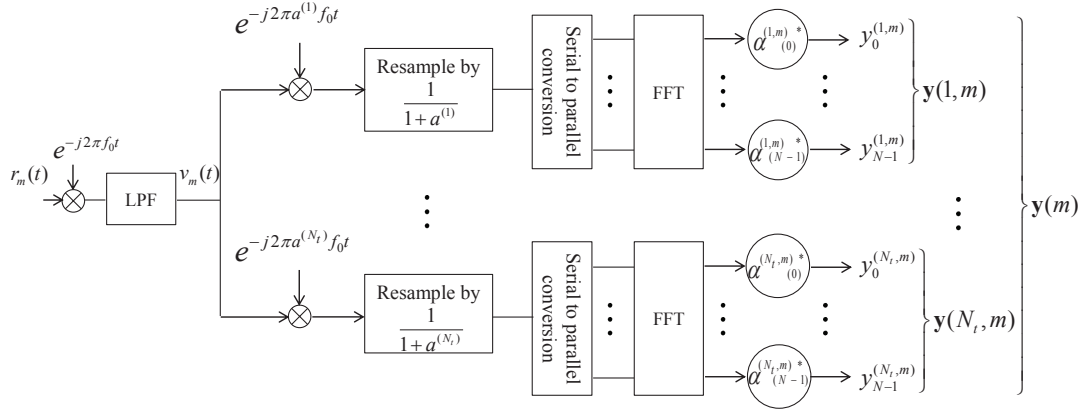 e^{-j2πa^{(1)}f_0t}
Resample by
\frac{1}{1+a^{(1)}}
Serial to parallel
conversion
FFT
α^{(1,m)*}_{(0)}
y_0^{(1,m)}
α^{(1,m)*}_{(N-1)}
y_{N-1}^{(1,m)}
y(1,m)
e^{-j2πf_0t}
r_m(t)
LPF
v_m(t)
y(m)
e^{-j2πa^{(N_t)}f_0t}
Resample by
\frac{1}{1+a^{(N_t)}}
Serial to parallel
conversion
FFT
α^{(N_t,m)*}_{(0)}
y_0^{(N_t,m)}
α^{(N_t,m)*}_{(N-1)}
y_{N-1}^{(N_t,m)}
y(N_t,m)